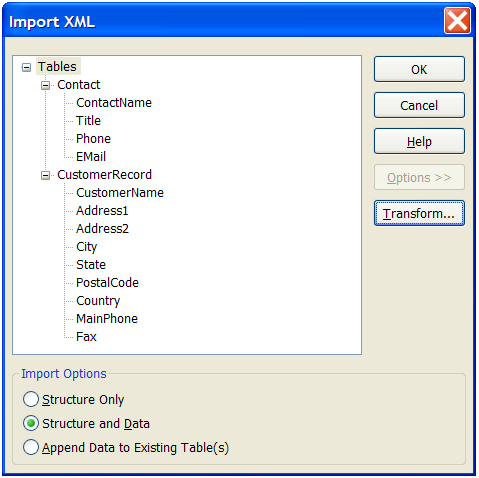 Import XML
Tables
Contact
ContactName
Title
Phone
EMail
CustomerRecord
CustomerName
Address1
Address2
City
State
PostalCode
Country
MainPhone
Fax
OK
Cancel
Help
Options >>
Transform...
Import Options
Structure Only
Structure and Data
Append Data to Existing Table(s)